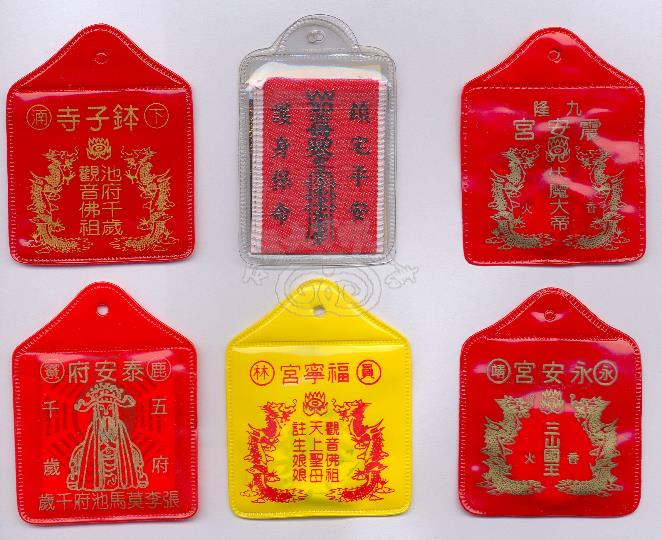 下湳鉢子寺
池府千歲
觀音佛祖
鎮宅平安
護身保命
九隆
震安宮
伏羲大帝
香火
鹿寮泰安府
五府千歲
張李莫馬池府千歲
員林福寧宮
觀音佛祖
天上聖母
註生娘娘
永靖永安宮
三山國王
香火